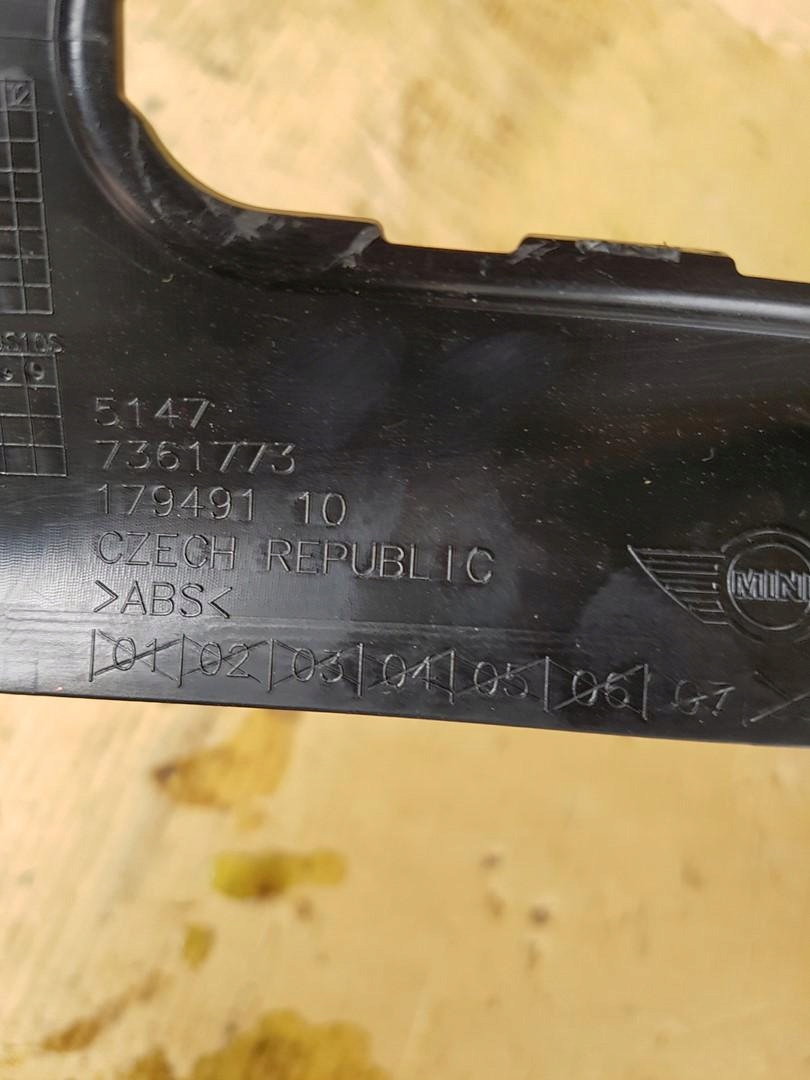 5147
7361773
179491 10
CZECH REPUBLIC
>ABS<
MINI
01 02 03 04 05 06 07